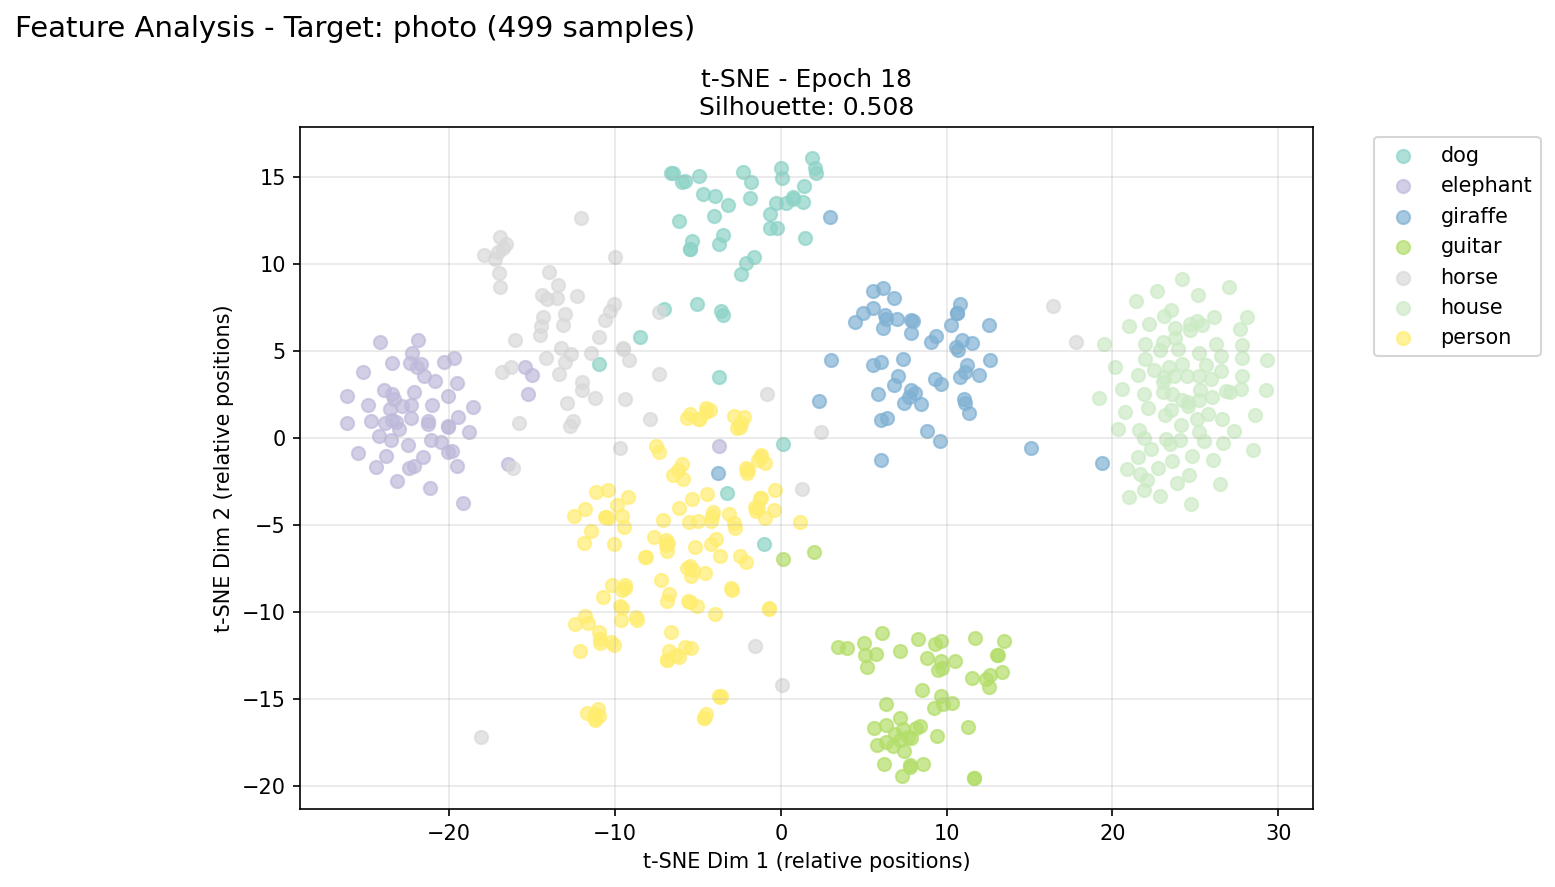 Feature Analysis - Target: photo (499 samples)
t-SNE - Epoch 18
Silhouette: 0.508
dog
elephant
giraffe
guitar
horse
house
person
15
10
5
0
−5
−10
−15
−20
t-SNE Dim 2 (relative positions)
−20
−10
0
10
20
30
t-SNE Dim 1 (relative positions)